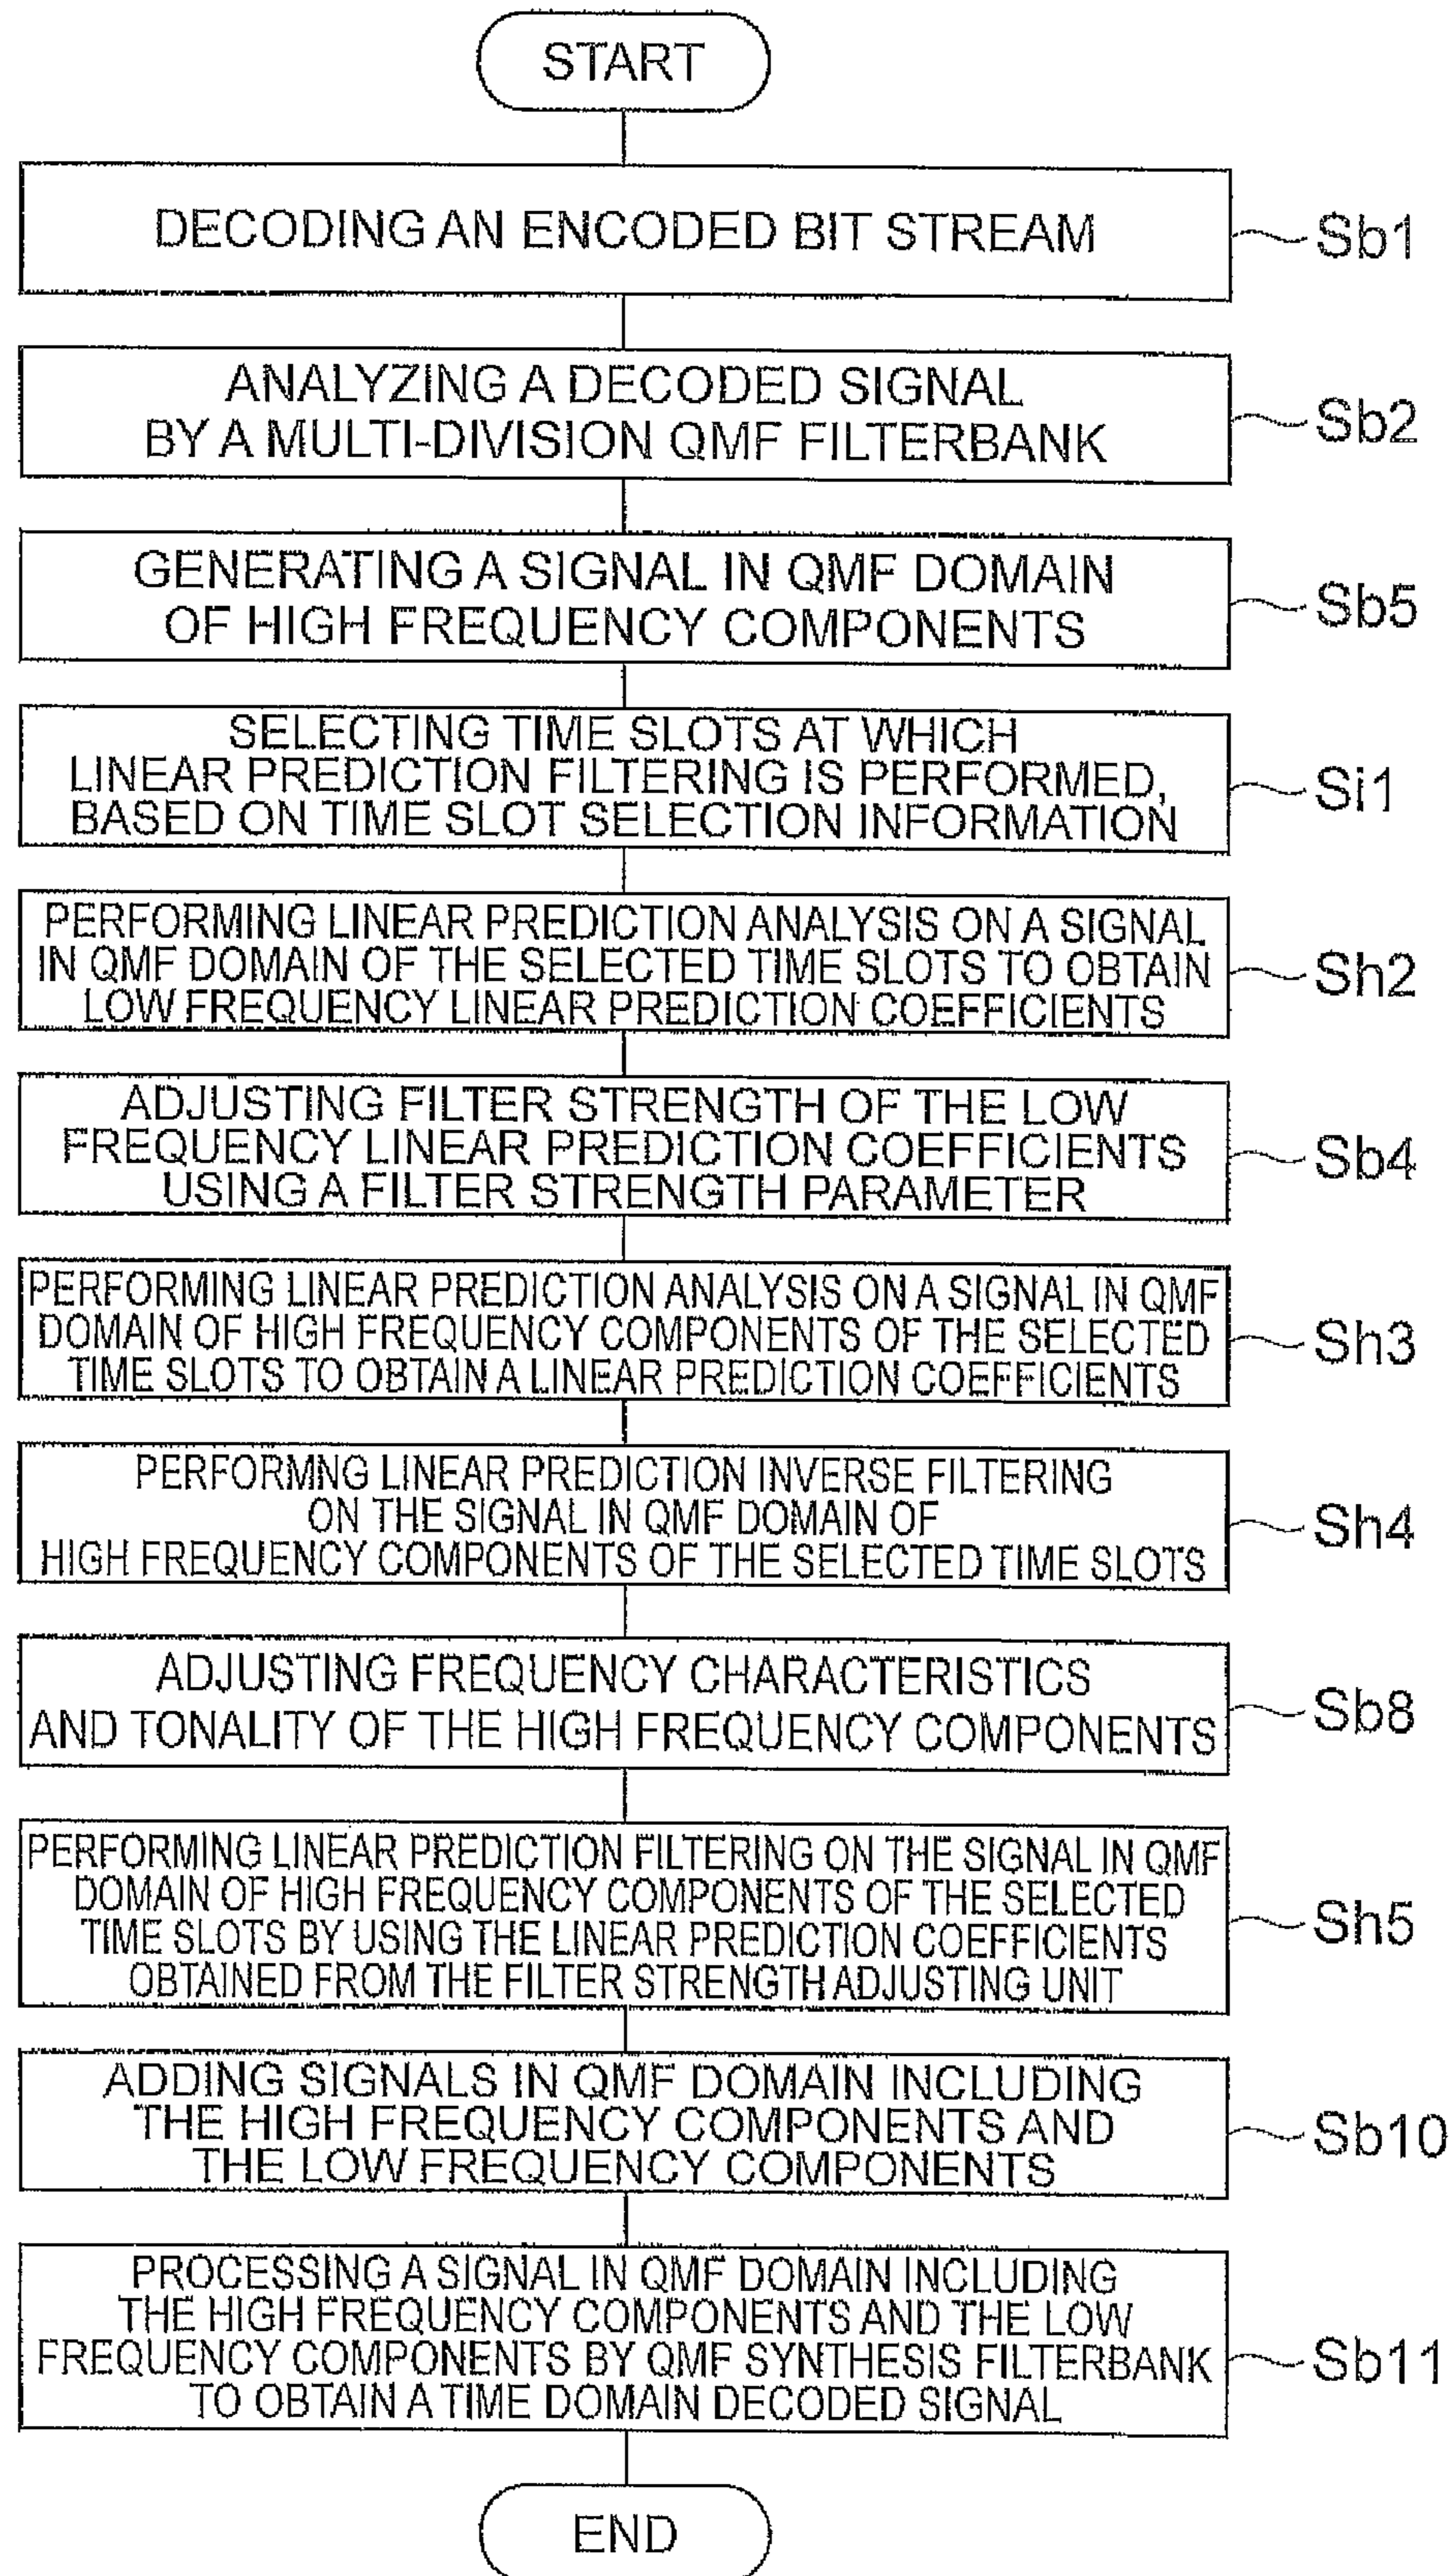 START
DECODING AN ENCODED BIT STREAM
Sb1
ANALYZING A DECODED SIGNAL
BY A MULTI-DIVISION QMF FILTERBANK
Sb2
GENERATING A SIGNAL IN QMF DOMAIN
OF HIGH FREQUENCY COMPONENTS
Sb5
SELECTING TIME SLOTS AT WHICH
LINEAR PREDICTION FILTERING IS PERFORMED,
BASED ON TIME SLOT SELECTION INFORMATION
Si1
PERFORMING LINEAR PREDICTION ANALYSIS ON A SIGNAL
IN QMF DOMAIN OF THE SELECTED TIME SLOTS TO OBTAIN
LOW FREQUENCY LINEAR PREDICTION COEFFICIENTS
Sh2
ADJUSTING FILTER STRENGTH OF THE LOW
FREQUENCY LINEAR PREDICTION COEFFICIENTS
USING A FILTER STRENGTH PARAMETER
Sb4
PERFORMING LINEAR PREDICTION ANALYSIS ON A SIGNAL IN QMF
DOMAIN OF HIGH FREQUENCY COMPONENTS OF THE SELECTED
TIME SLOTS TO OBTAIN A LINEAR PREDICTION COEFFICIENTS
Sh3
PERFORMNG LINEAR PREDICTION INVERSE FILTERING
ON THE SIGNAL IN QMF DOMAIN OF
HIGH FREQUENCY COMPONENTS OF THE SELECTED TIME SLOTS
Sh4
ADJUSTING FREQUENCY CHARACTERISTICS
AND TONALITY OF THE HIGH FREQUENCY COMPONENTS
Sb8
PERFORMING LINEAR PREDICTION FILTERING ON THE SIGNAL IN QMF
DOMAIN OF HIGH FREQUENCY COMPONENTS OF THE SELECTED
TIME SLOTS BY USING THE LINEAR PREDICTION COEFFICIENTS
OBTAINED FROM THE FILTER STRENGTH ADJUSTING UNIT
Sh5
ADDING SIGNALS IN QMF DOMAIN INCLUDING
THE HIGH FREQUENCY COMPONENTS AND
THE LOW FREQUENCY COMPONENTS
Sb10
PROCESSING A SIGNAL IN QMF DOMAIN INCLUDING
THE HIGH FREQUENCY COMPONENTS AND THE LOW
FREQUENCY COMPONENTS BY QMF SYNTHESIS FILTERBANK
TO OBTAIN A TIME DOMAIN DECODED SIGNAL
Sb11
END